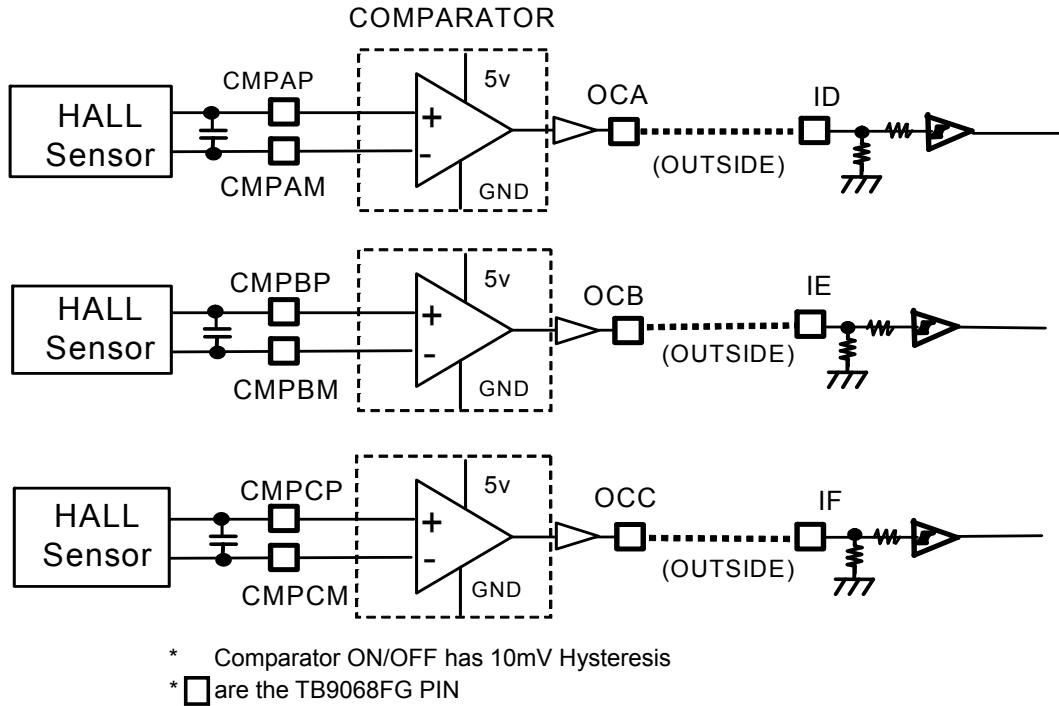 COMPARATOR
HALL
Sensor
CMPAP
CMPAM
5v
+
-
GND
OCA
(OUTSIDE)
ID
HALL
Sensor
CMPBP
CMPBM
5v
+
-
GND
OCB
(OUTSIDE)
IE
HALL
Sensor
CMPCP
CMPCM
5v
+
-
GND
OCC
(OUTSIDE)
IF
* Comparator ON/OFF has 10mV Hysteresis
* are the TB9068FG PIN